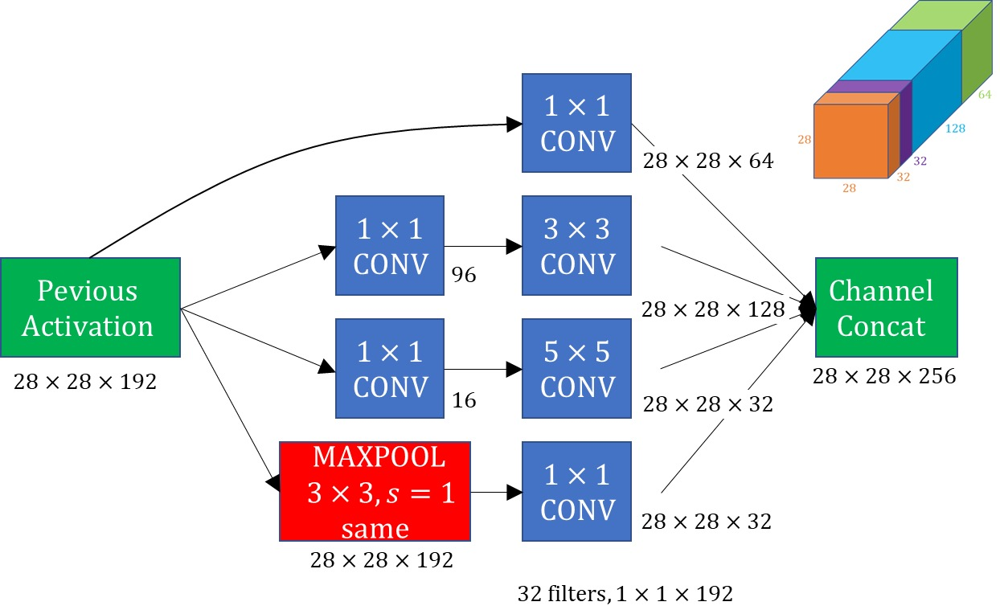 1 × 1
CONV
28 × 28 × 64
1 × 1
CONV
96
3 × 3
CONV
28 × 28 × 128
Pevious
Activation
28 × 28 × 192
1 × 1
CONV
16
5 × 5
CONV
28 × 28 × 32
MAXPOOL
3 × 3, s = 1
same
28 × 28 × 192
1 × 1
CONV
28 × 28 × 32
32 filters, 1 × 1 × 192
Channel
Concat
28 × 28 × 256
28
28
32
32
128
64